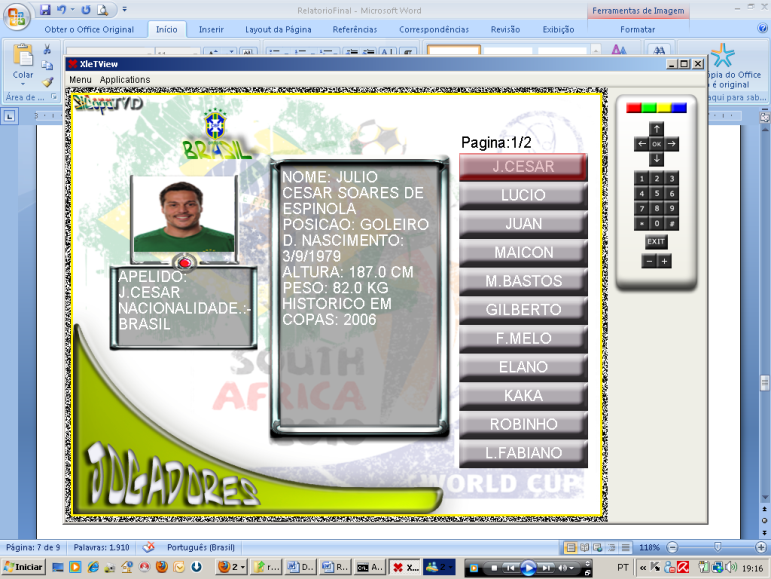 RelatorioFinal - Microsoft Word
Ferramentas de Imagem
Obter o Office Original
Início
Inserir
Layout da Página
Referências
Correspondências
Revisão
Exibição
Formatar
Colar
Área de...
XleTView
Menu Applications
BRASIL
NOME: JULIO
CESAR SOARES DE
ESPINOLA
POSICAO: GOLEIRO
D. NASCIMENTO:
3/9/1979
ALTURA: 187.0 CM
PESO: 82.0 KG
HISTORICO EM
COPAS: 2006
APELIDO:
J.CESAR
NACIONALIDADE.:-
BRASIL
Pagina:1/2
J.CESAR
LUCIO
JUAN
MAICON
M.BASTOS
GILBERTO
F.MELO
ELANO
KAKA
ROBINHO
L.FABIANO
SOUTH
AFRICA
2010
WORLD CUP
JOGADORES
OK
1 2 3
4 5 6
7 8 9
* 0 #
EXIT
- +
ópia do Office
o é original
aqui para sab...
Página: 7 de 9
Palavras: 1.910
Português (Brasil)
118%
Iniciar
2
r...
D...
R...
A...
X...
2
PT
19:16